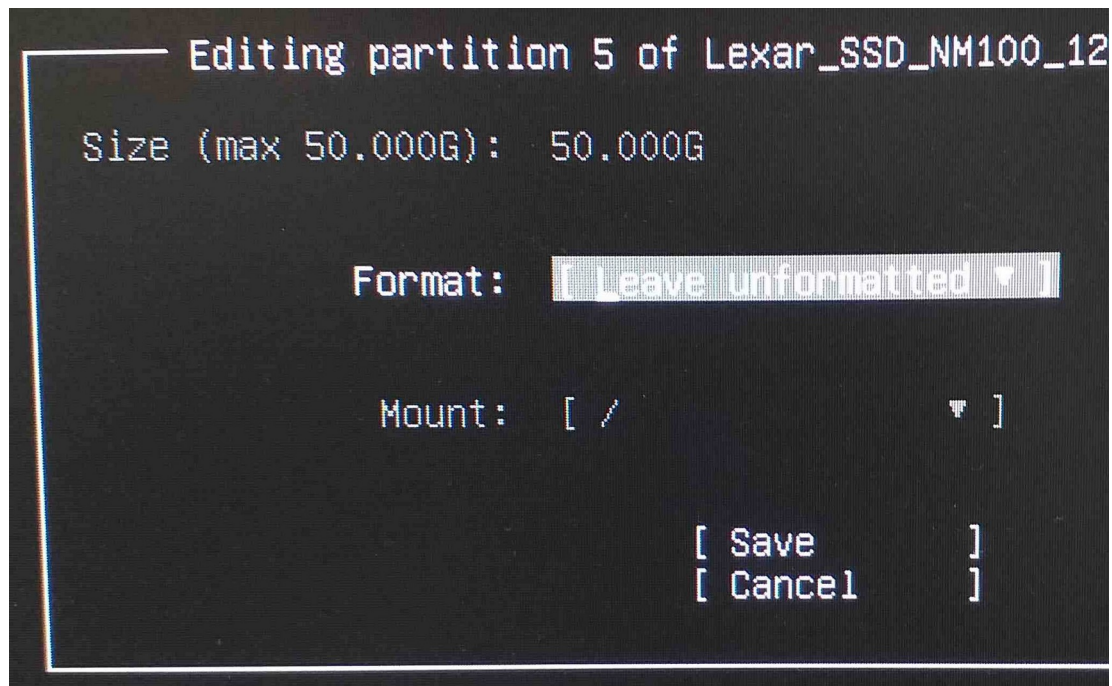 Editing partition 5 of Lexar_SSD_NM100_12
Size (max 50.000G): 50.000G
Format: [ Leave unformatted ▼ ]
Mount: [ / ▼ ]
[ Save ]
[ Cancel ]